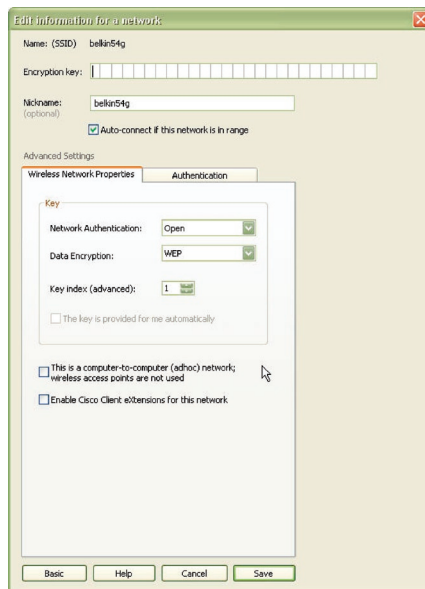 Edit information for a network
Name: (SSID) belkin54g
Encryption key:
Nickname: belkin54g
(optional)
Auto-connect if this network is in range
Advanced Settings
Wireless Network Properties Authentication
Key
Network Authentication: Open
Data Encryption: WEP
Key index (advanced): 1
The key is provided for me automatically
This is a computer-to-computer (adhoc) network;
wireless access points are not used
Enable Cisco Client eXtensions for this network
Basic Help Cancel Save